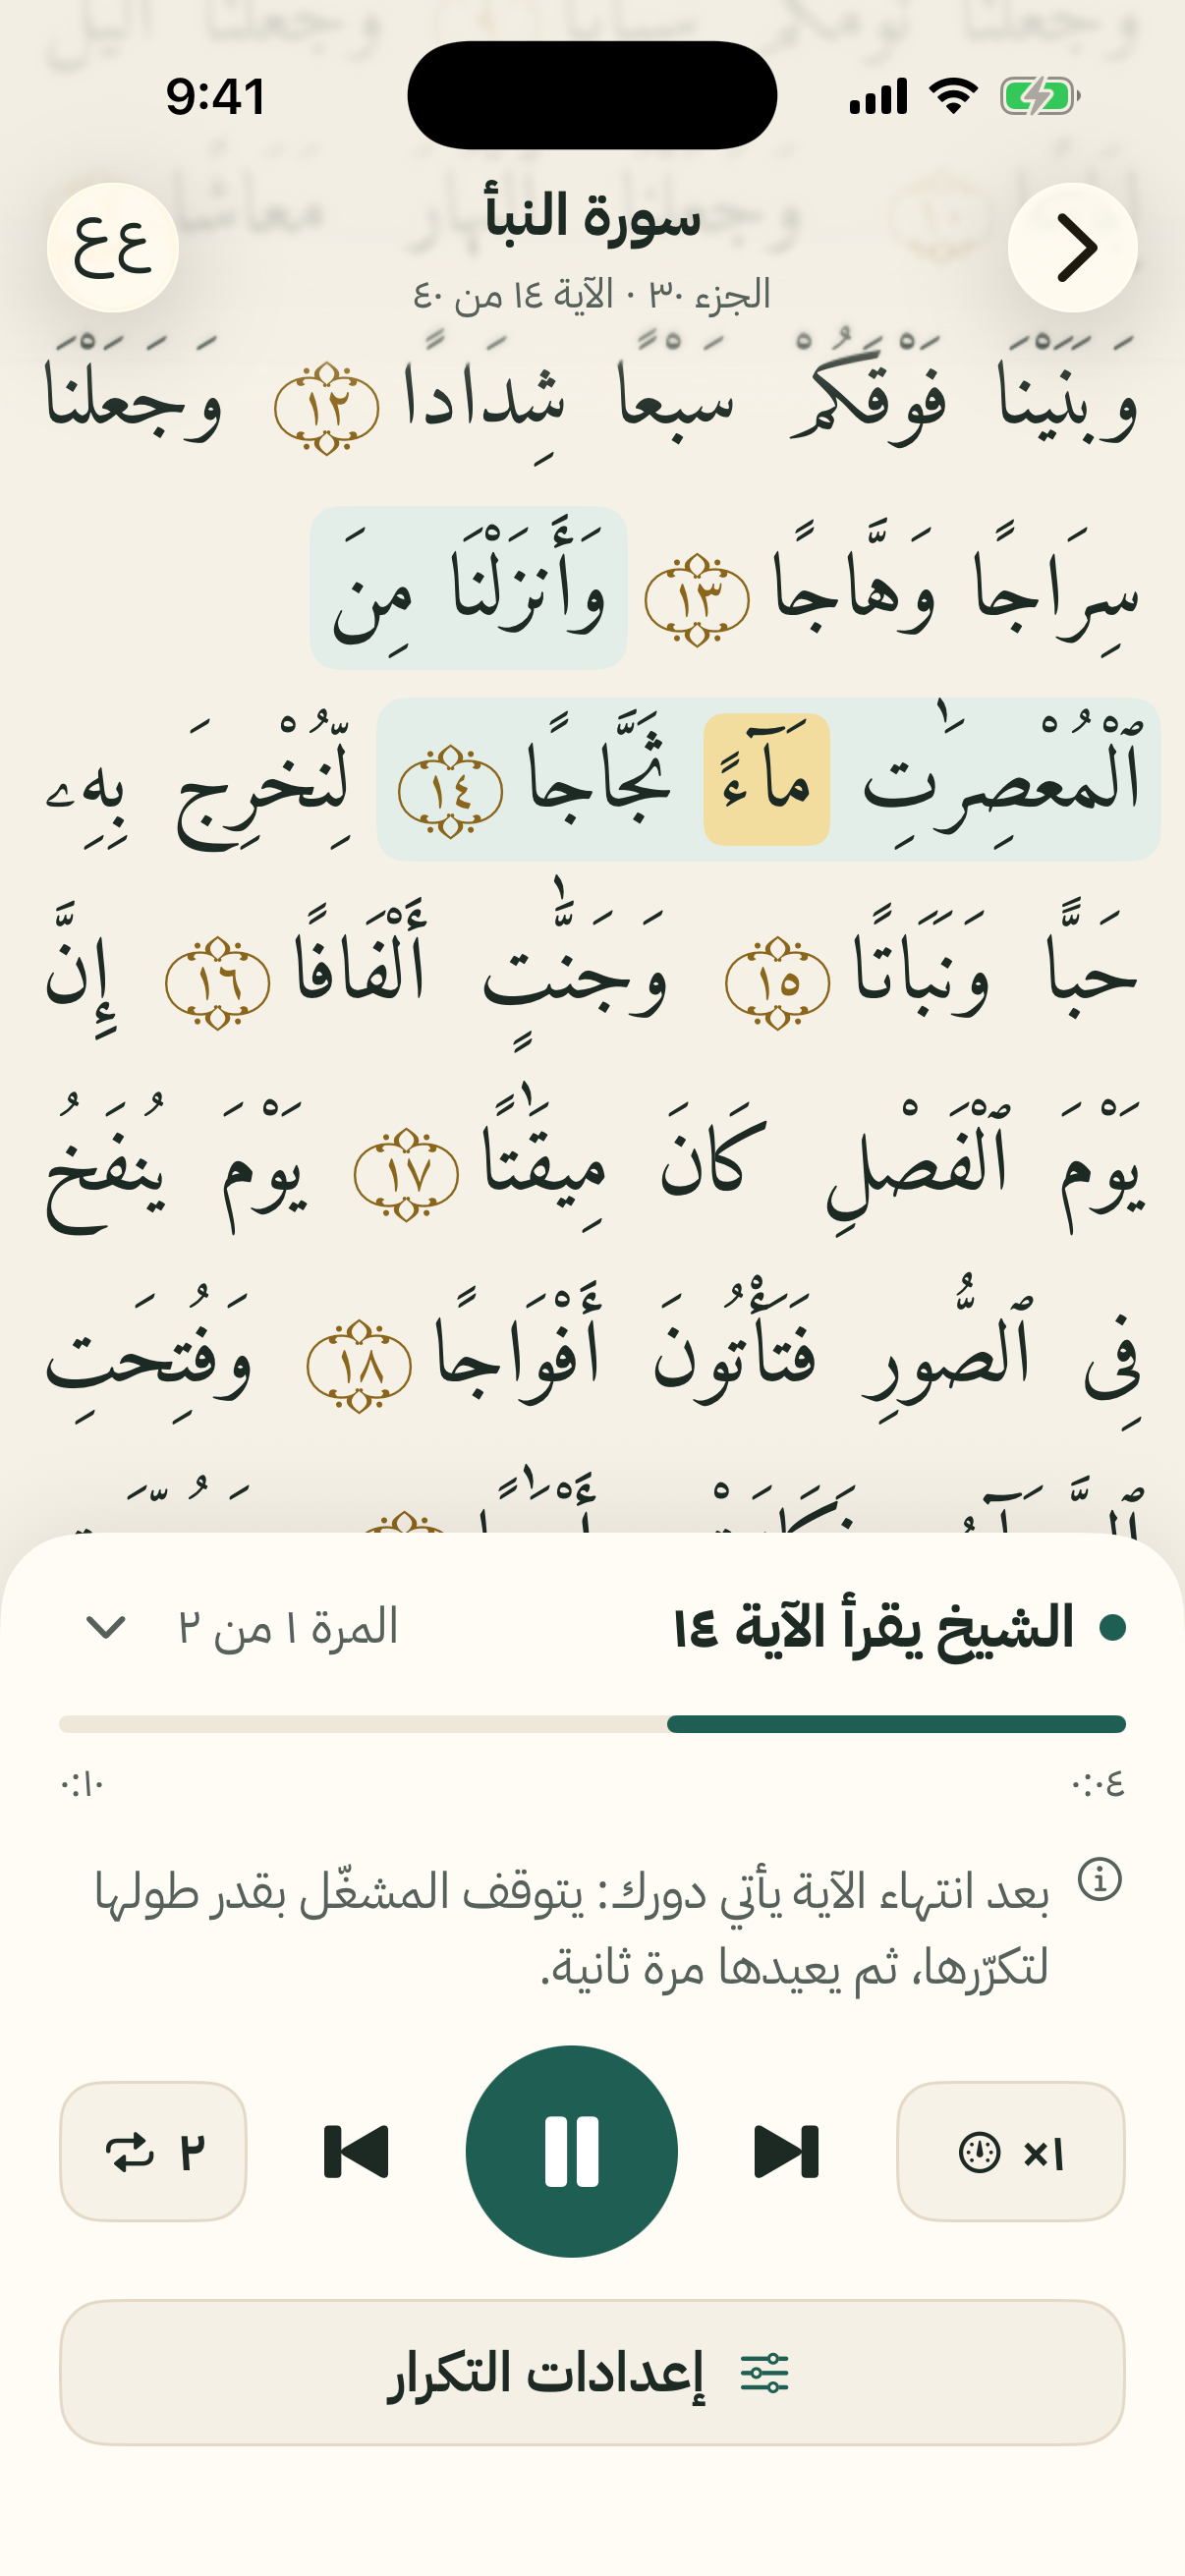 9:41
سورة النبأ
عع
الجزء ٣٠ · الآية ١٤ من ٤٠
وَبَنَيْنَا فَوْقَكُمْ سَبْعًا شِدَادًا ١٢ وَجَعَلْنَا
سِرَاجًا وَهَّاجًا ١٣ وَأَنزَلْنَا مِنَ
ٱلْمُعْصِرَٰتِ مَآءً ثَجَّاجًا ١٤ لِّنُخْرِجَ بِهِۦ
حَبًّا وَنَبَاتًا ١٥ وَجَنَّٰتٍ أَلْفَافًا ١٦ إِنَّ
يَوْمَ ٱلْفَصْلِ كَانَ مِيقَٰتًا ١٧ يَوْمَ يُنفَخُ
فِى ٱلصُّورِ فَتَأْتُونَ أَفْوَاجًا ١٨ وَفُتِحَتِ
الشيخ يقرأ الآية ١٤
المرة ١ من ٢
٠:٠٤
٠:١٠
بعد انتهاء الآية يأتي دورك: يتوقف المشغّل بقدر طولها
لتكرّرها، ثم يعيدها مرة ثانية.
×١
٢
إعدادات التكرار